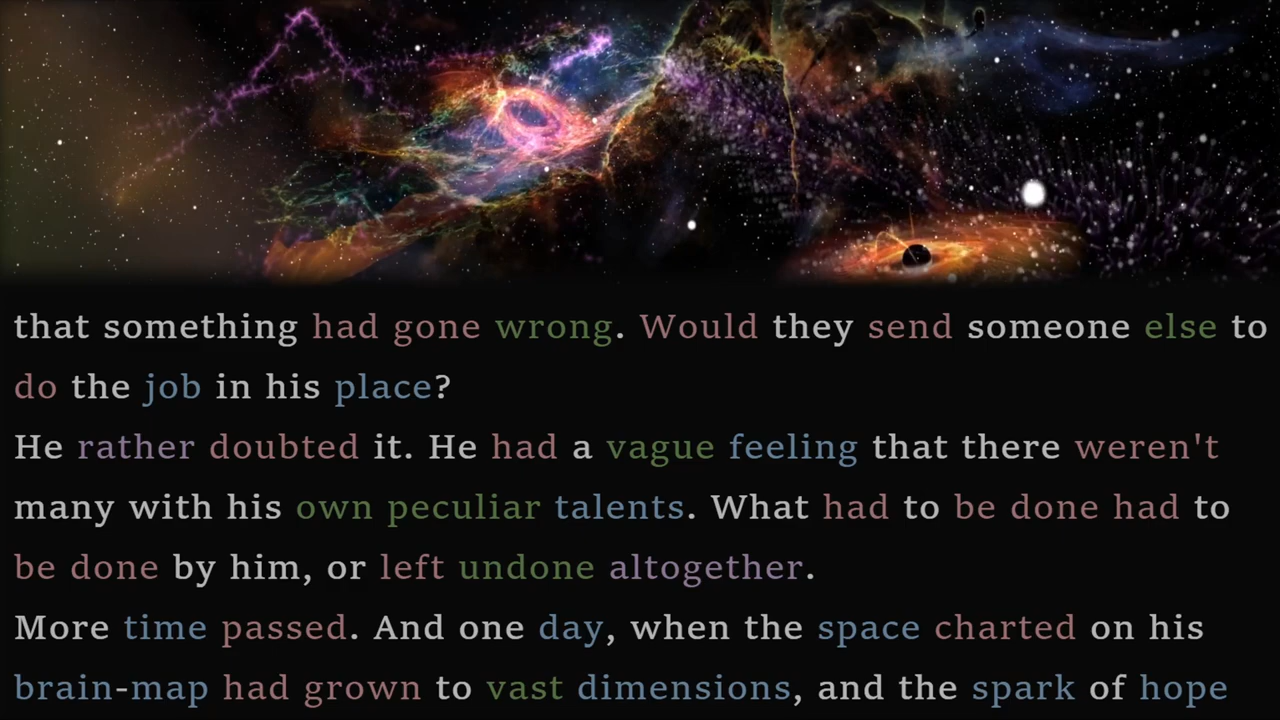 that something had gone wrong. Would they send someone else to
do the job in his place?
He rather doubted it. He had a vague feeling that there weren't
many with his own peculiar talents. What had to be done had to
be done by him, or left undone altogether.
More time passed. And one day, when the space charted on his
brain-map had grown to vast dimensions, and the spark of hope